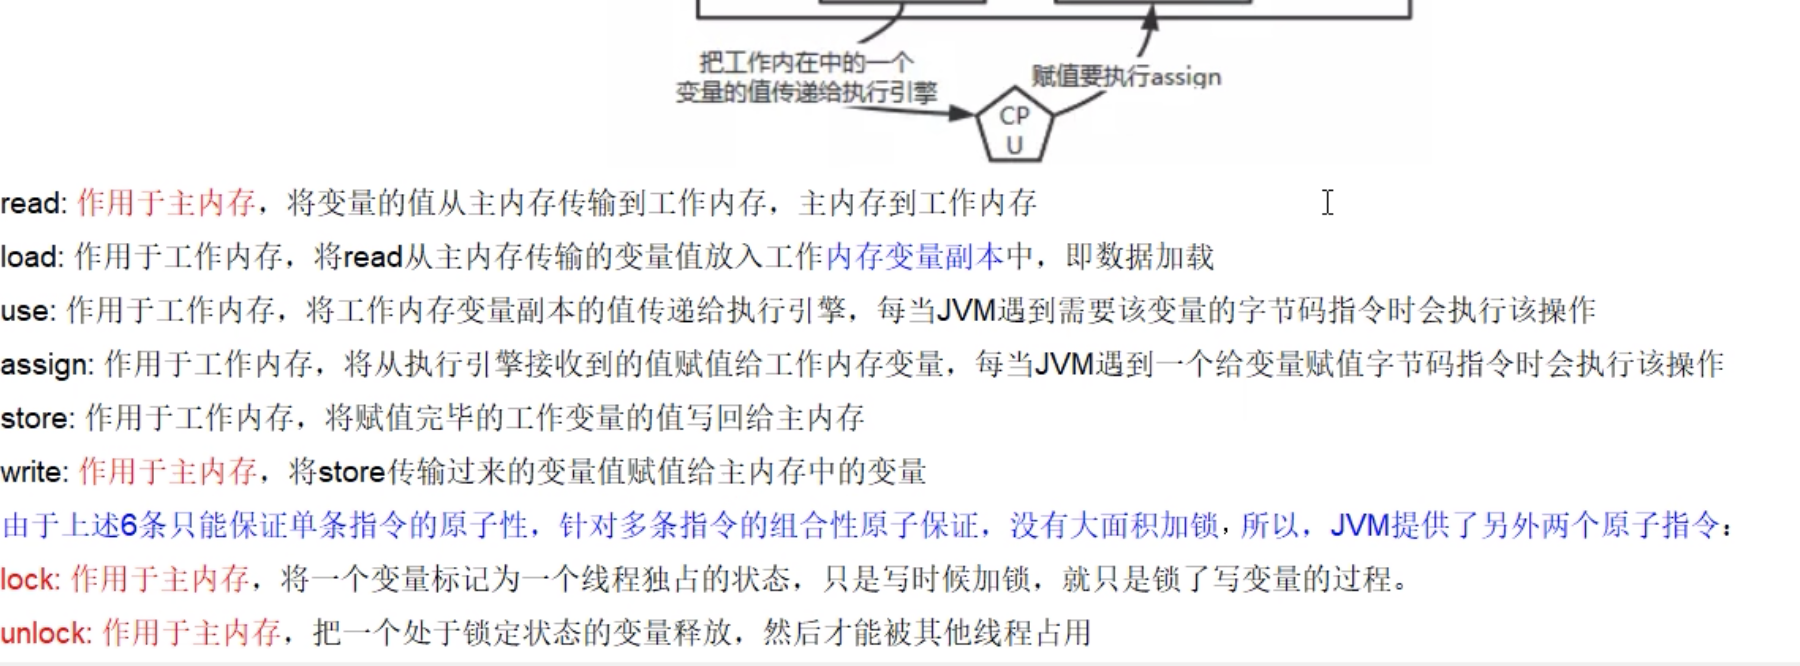 把工作内在中的一个
变量的值传递给执行引擎
赋值要执行assign
CP
U
read: 作用于主内存，将变量的值从主内存传输到工作内存，主内存到工作内存
load: 作用于工作内存，将read从主内存传输的变量值放入工作内存变量副本中，即数据加载
use: 作用于工作内存，将工作内存变量副本的值传递给执行引擎，每当JVM遇到需要该变量的字节码指令时会执行该操作
assign: 作用于工作内存，将从执行引擎接收到的值赋值给工作内存变量，每当JVM遇到一个给变量赋值字节码指令时会执行该操作
store: 作用于工作内存，将赋值完毕的工作变量的值写回给主内存
write: 作用于主内存，将store传输过来的变量值赋值给主内存中的变量
由于上述6条只能保证单条指令的原子性，针对多条指令的组合性原子保证，没有大面积加锁，所以，JVM提供了另外两个原子指令：
lock: 作用于主内存，将一个变量标记为一个线程独占的状态，只是写时候加锁，就只是锁了写变量的过程。
unlock: 作用于主内存，把一个处于锁定状态的变量释放，然后才能被其他线程占用